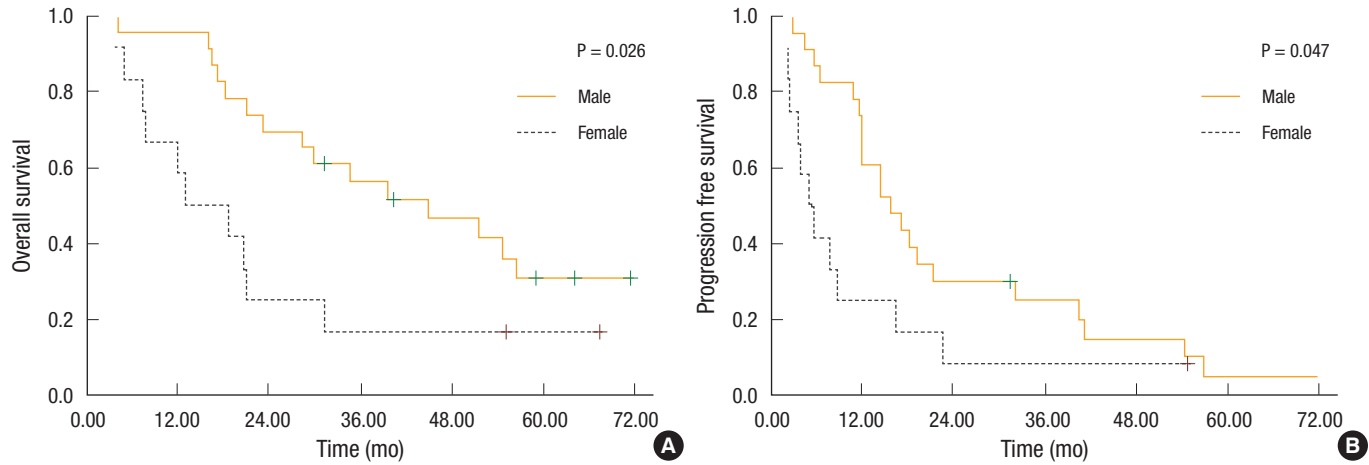 Overall survival
1.0
0.8
0.6
0.4
0.2
0.0
P = 0.026
Male
Female
0.00 12.00 24.00 36.00 48.00 60.00 72.00
Time (mo)
A
Progression free survival
1.0
0.8
0.6
0.4
0.2
0.0
P = 0.047
Male
Female
0.00 12.00 24.00 36.00 48.00 60.00 72.00
Time (mo)
B